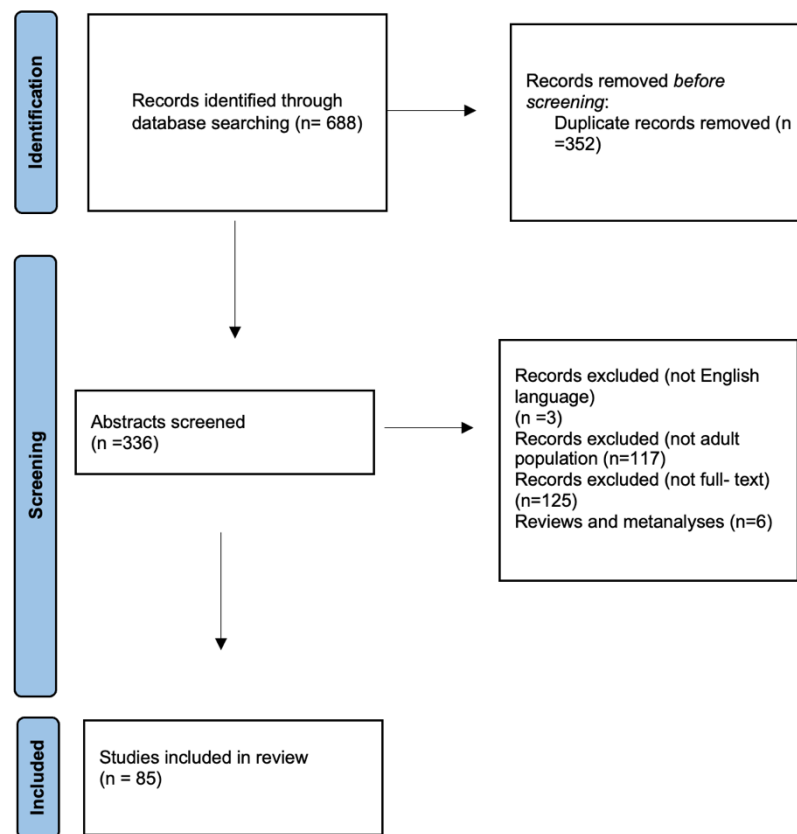 Identification
Records identified through
database searching (n= 688)
Records removed before
screening:
Duplicate records removed (n
=352)
Screening
Abstracts screened
(n =336)
Records excluded (not English
language)
(n =3)
Records excluded (not adult
population (n=117)
Records excluded (not full- text)
(n=125)
Reviews and metanalyses (n=6)
Included
Studies included in review
(n = 85)